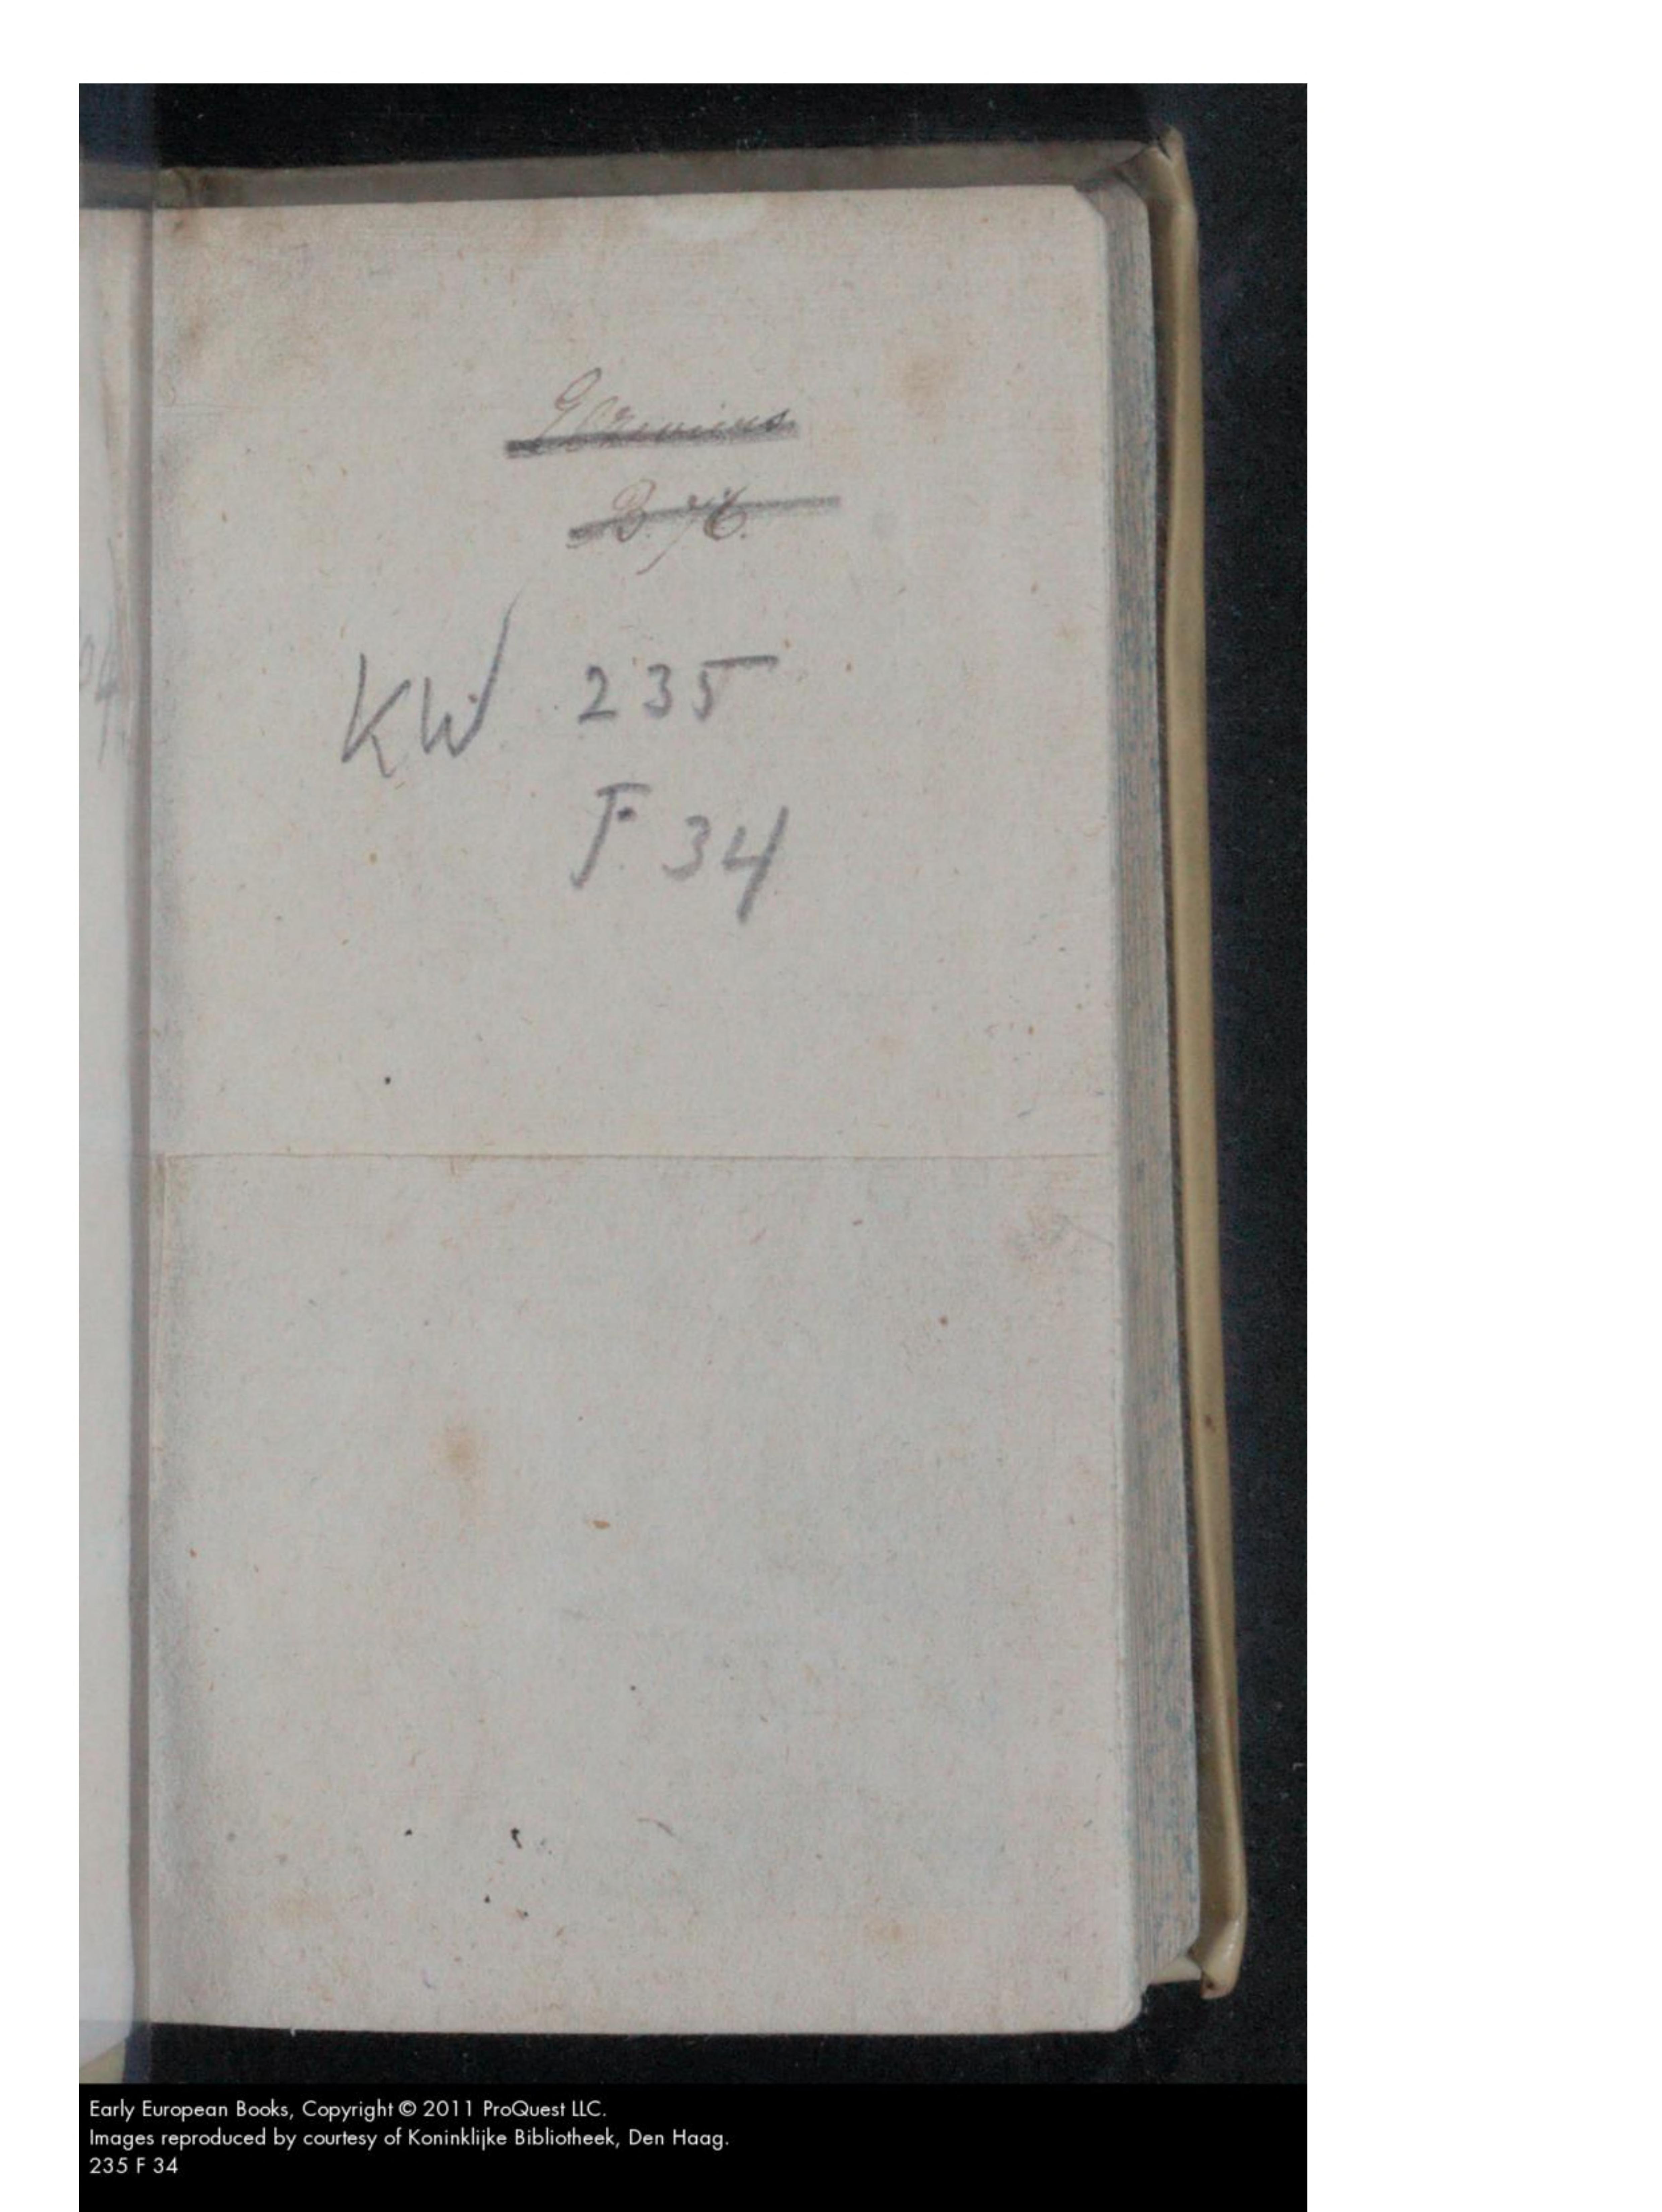 B. 76.
KW 235
F 34
Early European Books, Copyright © 2011 ProQuest LLC.
Images reproduced by courtesy of Koninklijke Bibliotheek, Den Haag.
235 F 34